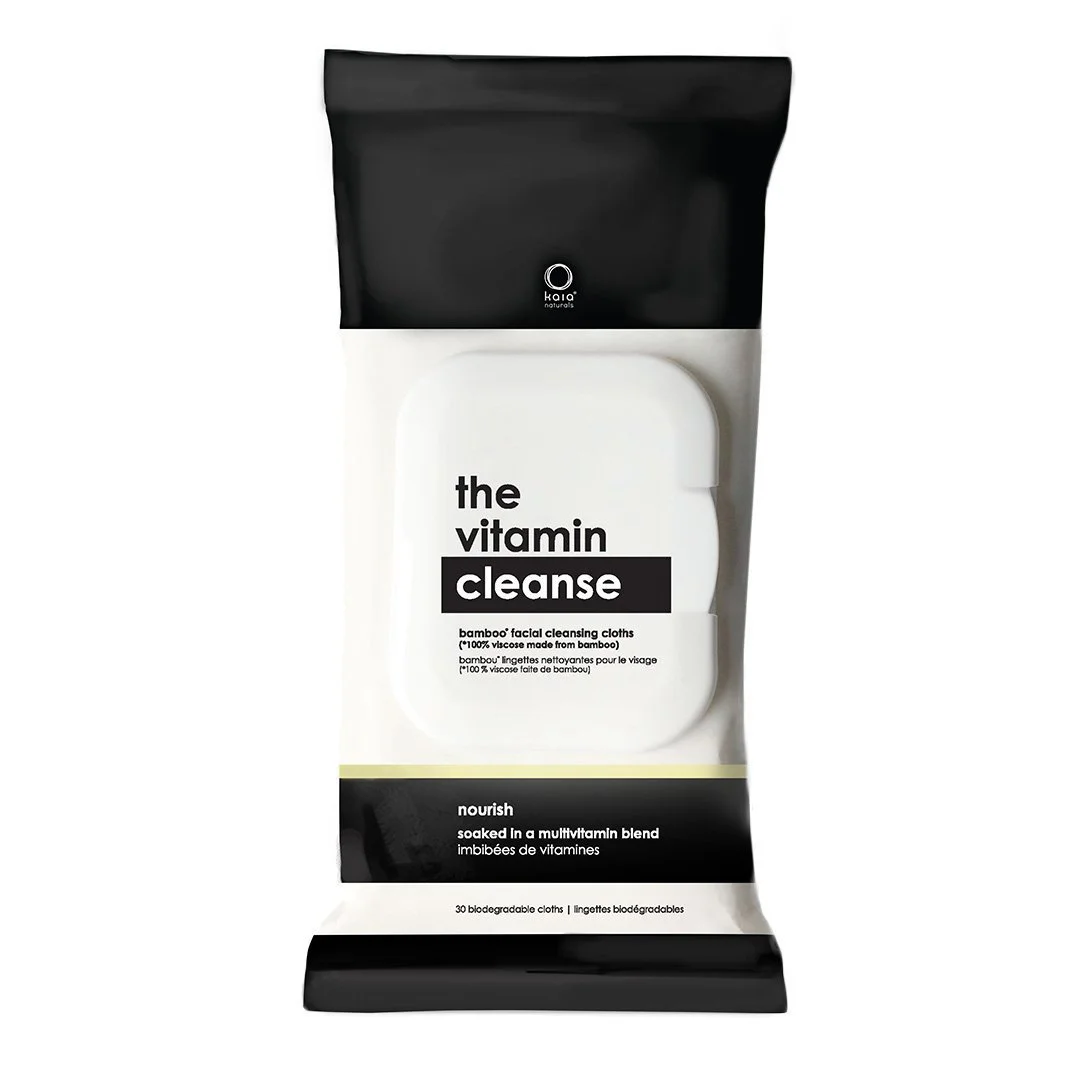 kaia®
naturals
the
vitamin
cleanse
bamboo* facial cleansing cloths
(*100% viscose made from bamboo)
bambou* lingettes nettoyantes pour le visage
(*100 % viscose faite de bambou)
nourish
soaked in a multivitamin blend
imbibées de vitamines
30 biodegradable cloths | lingettes biodégradables